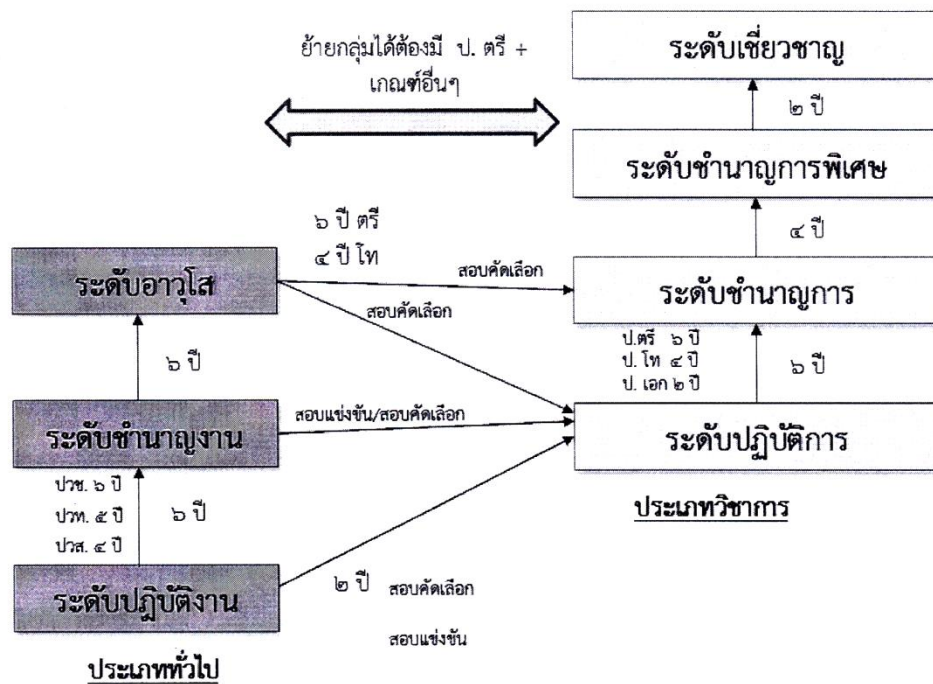 ย้ายกลุ่มได้ต้องมี ป. ตรี +
เกณฑ์อื่นๆ
ระดับเชี่ยวชาญ
๒ ปี
ระดับชำนาญการพิเศษ
๔ ปี
๖ ปี ตรี
๔ ปี โท
ระดับอาวุโส
สอบคัดเลือก
สอบคัดเลือก
ระดับชำนาญการ
๖ ปี
ป.ตรี ๖ ปี
ป. โท ๔ ปี
ป. เอก ๒ ปี
๖ ปี
ระดับชำนาญงาน
สอบแข่งขัน/สอบคัดเลือก
ระดับปฏิบัติการ
ประเภทวิชาการ
ปวช. ๖ ปี
ปวท. ๕ ปี
ปวส. ๔ ปี
๖ ปี
ระดับปฏิบัติงาน
๒ ปี สอบคัดเลือก
สอบแข่งขัน
ประเภททั่วไป